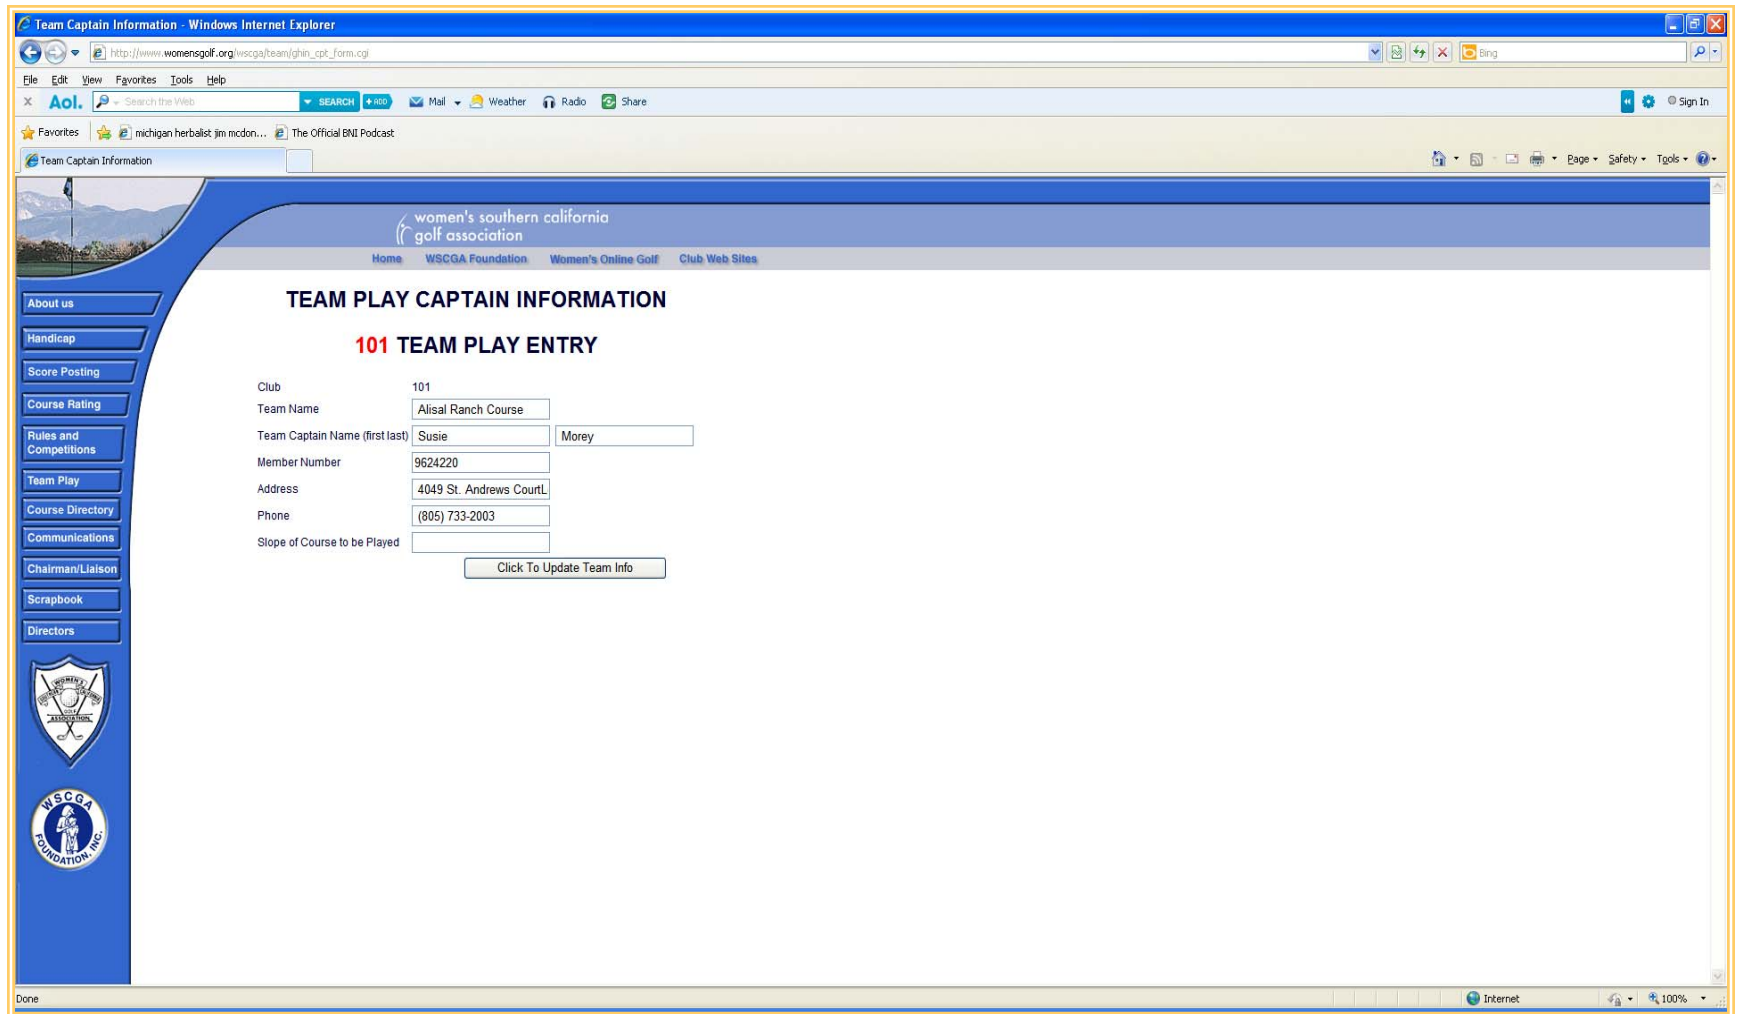 Team Captain Information - Windows Internet Explorer
http://www.womensgolf.org/wscga/team/ghin_cpt_form.cgi
Bing
File Edit View Favorites Tools Help
x Aol. Search the Web SEARCH + ADD Mail Weather Radio Share Sign In
Favorites michigan herbalist jim mcdon... The Official BNI Podcast
Team Captain Information
Page Safety Tools
women's southern california
golf association
Home WSCGA Foundation Women's Online Golf Club Web Sites
TEAM PLAY CAPTAIN INFORMATION
101 TEAM PLAY ENTRY
Club 101
Team Name Alisal Ranch Course
Team Captain Name (first last) Susie Morey
Member Number 9624220
Address 4049 St. Andrews CourtL
Phone (805) 733-2003
Slope of Course to be Played
Click To Update Team Info
About us
Handicap
Score Posting
Course Rating
Rules and
Competitions
Team Play
Course Directory
Communications
Chairman/Liaison
Scrapbook
Directors
WOMEN'S
SOUTHERN CALIFORNIA
GOLF
ASSOCIATION
WSCGA
FOUNDATION, INC.
Done Internet 100%